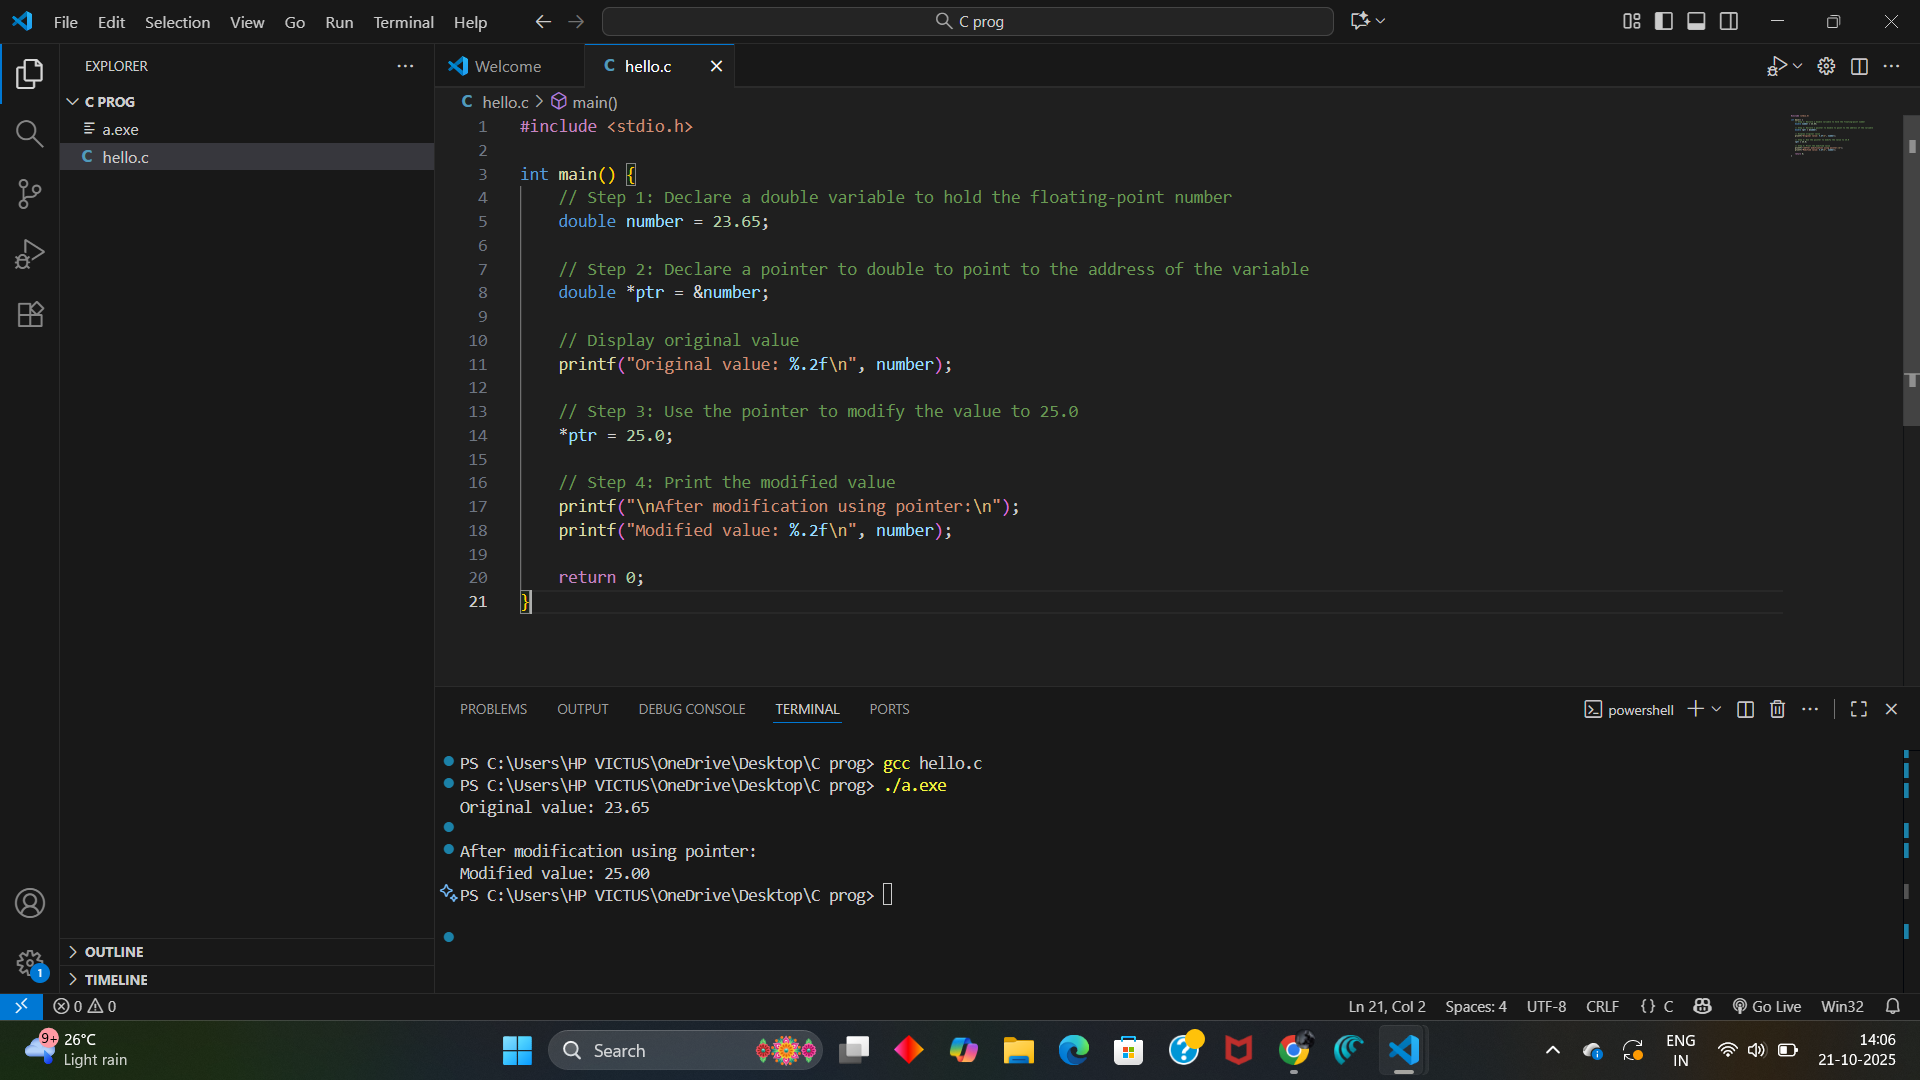 File Edit Selection View Go Run Terminal Help
C prog
EXPLORER
C PROG
a.exe
C hello.c
OUTLINE
TIMELINE
Welcome
C hello.c
C hello.c > main()
1 #include <stdio.h>
2
3 int main() {
4 // Step 1: Declare a double variable to hold the floating-point number
5 double number = 23.65;
6
7 // Step 2: Declare a pointer to double to point to the address of the variable
8 double *ptr = &number;
9
10 // Display original value
11 printf("Original value: %.2f\n", number);
12
13 // Step 3: Use the pointer to modify the value to 25.0
14 *ptr = 25.0;
15
16 // Step 4: Print the modified value
17 printf("\nAfter modification using pointer:\n");
18 printf("Modified value: %.2f\n", number);
19
20 return 0;
21 }
PROBLEMS OUTPUT DEBUG CONSOLE TERMINAL PORTS
powershell
PS C:\Users\HP VICTUS\OneDrive\Desktop\C prog> gcc hello.c
PS C:\Users\HP VICTUS\OneDrive\Desktop\C prog> ./a.exe
Original value: 23.65
After modification using pointer:
Modified value: 25.00
PS C:\Users\HP VICTUS\OneDrive\Desktop\C prog>
1
0 0
Ln 21, Col 2 Spaces: 4 UTF-8 CRLF {} C Go Live Win32
9+
26°C
Light rain
Search
ENG
IN
14:06
21-10-2025